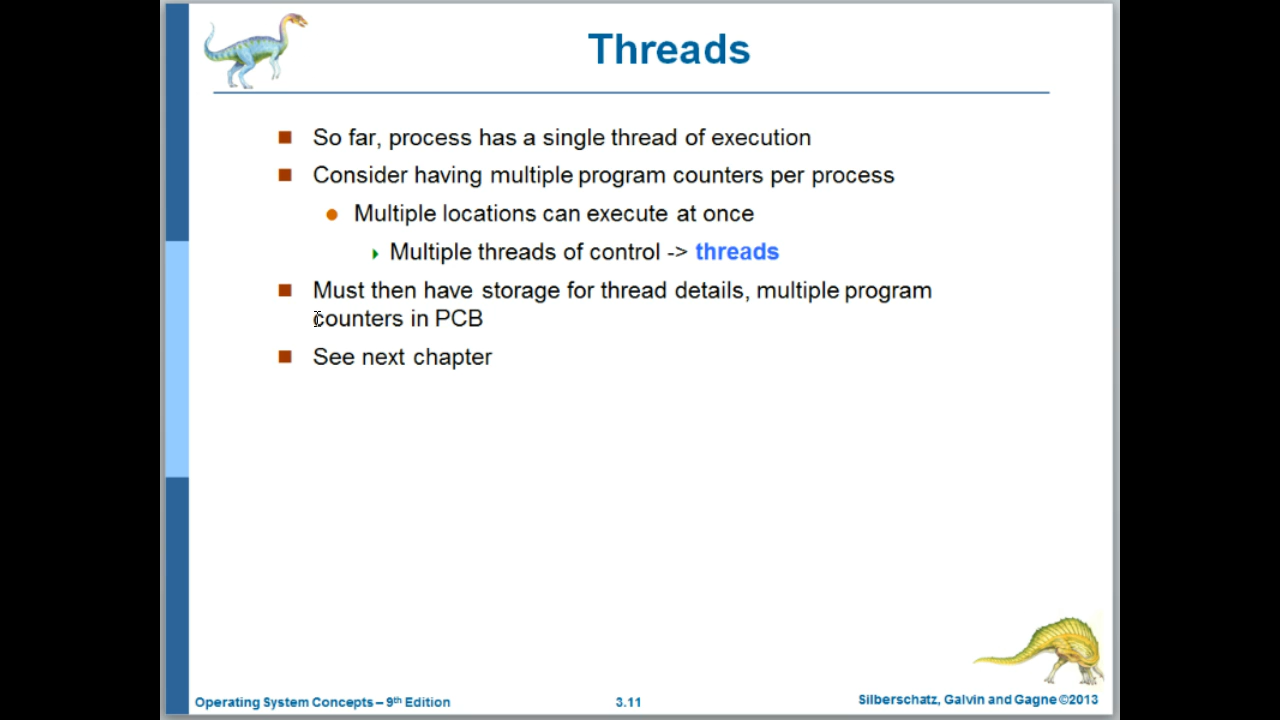 Threads
So far, process has a single thread of execution
Consider having multiple program counters per process
Multiple locations can execute at once
Multiple threads of control -> threads
Must then have storage for thread details, multiple program
counters in PCB
See next chapter
Operating System Concepts – 9th Edition
3.11
Silberschatz, Galvin and Gagne ©2013